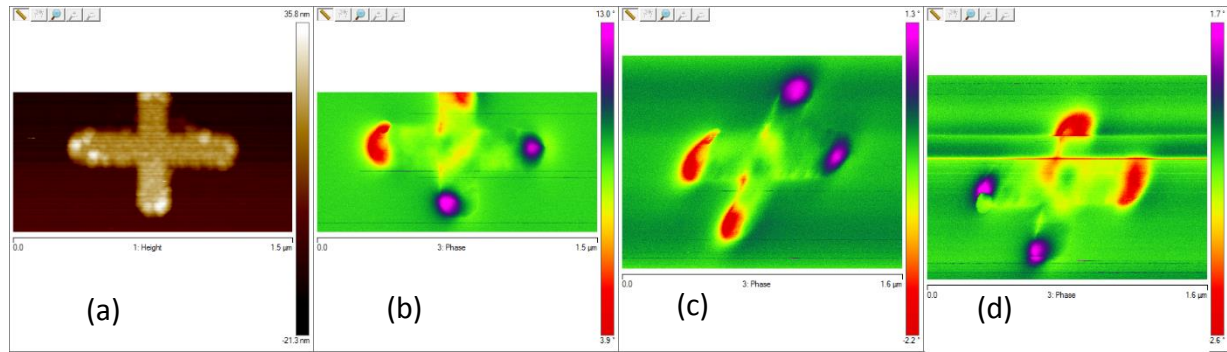 35.8 nm
-21.3 nm
0.0
1: Height
1.5 µm
(a)
13.0 °
3.9 °
0.0
3: Phase
1.5 µm
(b)
1.3 °
-2.2 °
0.0
3: Phase
1.6 µm
(c)
1.7 °
2.6 °
0.0
3: Phase
1.6 µm
(d)